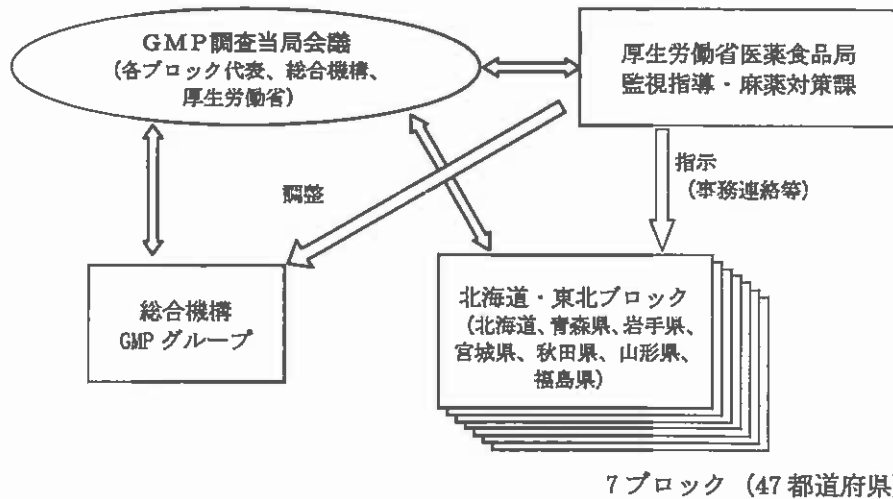 GMP調査当局会議
(各ブロック代表、総合機構、
厚生労働省)
厚生労働省医薬食品局
監視指導・麻薬対策課
調整
指示
(事務連絡等)
総合機構
GMPグループ
北海道・東北ブロック
(北海道、青森県、岩手県、
宮城県、秋田県、山形県、
福島県)
7ブロック (47都道府県)